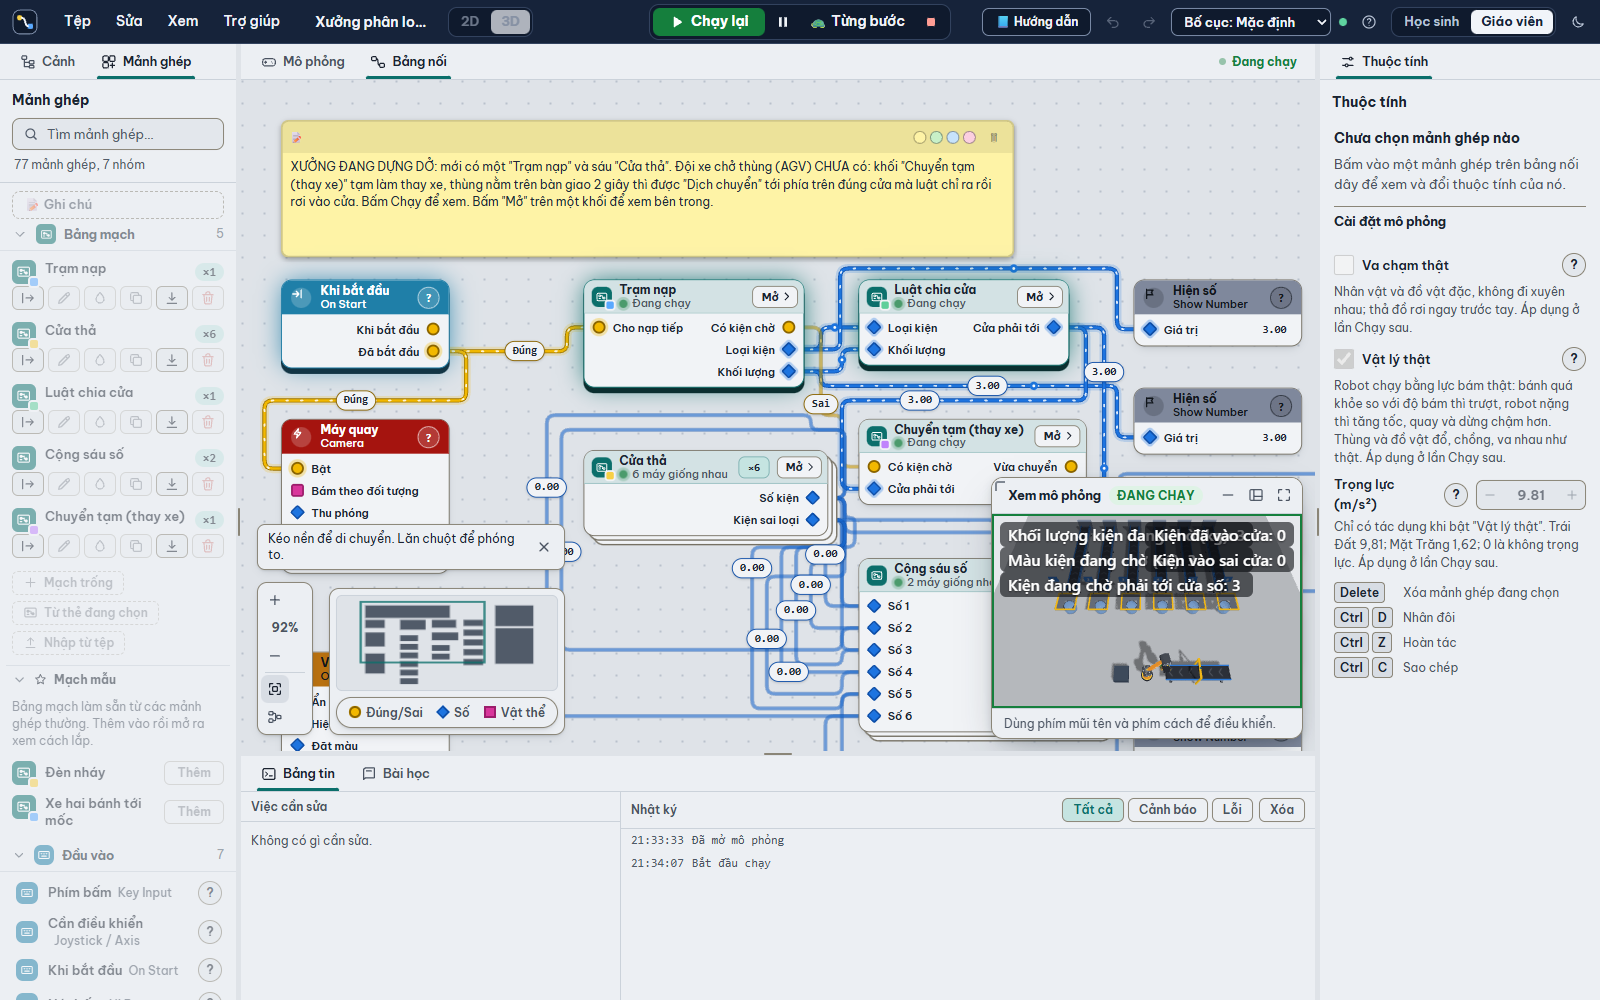 Tệp Sửa Xem Trợ giúp Xưởng phân lo... 2D 3D Chạy lại Từng bước Hướng dẫn Bố cục: Mặc định Học sinh Giáo viên
Cảnh Mảnh ghép
Mảnh ghép
Tìm mảnh ghép...
77 mảnh ghép, 7 nhóm
Ghi chú
Bảng mạch 5
Trạm nạp ×1
Cửa thả ×6
Luật chia cửa ×1
Cộng sáu số ×2
Chuyển tạm (thay xe) ×1
Mạch trống
Từ thẻ đang chọn
Nhập từ tệp
Mạch mẫu
Bảng mạch làm sẵn từ các mảnh
ghép thường. Thêm vào rồi mở ra
xem cách lắp.
Đèn nháy Thêm
Xe hai bánh tới
mốc Thêm
Đầu vào 7
Phím bấm Key Input ?
Cần điều khiển
Joystick / Axis ?
Khi bắt đầu On Start ?
Mô phỏng Bảng nối Đang chạy
XƯỞNG ĐANG DỰNG DỞ: mới có một "Trạm nạp" và sáu "Cửa thả". Đội xe chở thùng (AGV) CHƯA có: khối "Chuyển tạm
(thay xe)" tạm làm thay xe, thùng nằm trên bàn giao 2 giây thì được "Dịch chuyển" tới phía trên đúng cửa mà luật chỉ ra rồi
rơi vào cửa. Bấm Chạy để xem. Bấm "Mở" trên một khối để xem bên trong.
Khi bắt đầu
On Start ?
Khi bắt đầu
Đã bắt đầu
Đúng
Đúng
Trạm nạp
Đang chạy Mở
Cho nạp tiếp Có kiện chờ
Loại kiện
Khối lượng
Luật chia cửa
Đang chạy Mở
Loại kiện Cửa phải tới
Khối lượng
Hiện số
Show Number ?
Giá trị 3.00
3.00
3.00
3.00
Sai
Hiện số
Show Number ?
Giá trị 3.00
Máy quay
Camera ?
Bật
Bám theo đối tượng
Thu phóng
Cửa thả
6 máy giống nhau ×6 Mở
Số kiện
Kiện sai loại
Chuyển tạm (thay xe)
Đang chạy Mở
Có kiện chờ Vừa chuyển
Cửa phải tới
0.00
0.00
0.00
0.00
0.00
0.00
0.00
Cộng sáu số
Số 1
Số 2
Số 3
Số 4
Số 5
Số 6
Kéo nền để di chuyển. Lăn chuột để phóng
to.
92%
Đặt màu
Đúng/Sai Số Vật thể
Xem mô phỏng ĐANG CHẠY
Kiện đã vào cửa: 0
Kiện vào sai cửa: 0
Kiện đang chờ phải tới cửa số: 3
Dùng phím mũi tên và phím cách để điều khiển.
Show Number
Bảng tin Bài học
Việc cần sửa
Không có gì cần sửa.
Nhật ký Tất cả Cảnh báo Lỗi Xóa
21:33:33 Đã mở mô phỏng
21:34:07 Bắt đầu chạy
Thuộc tính
Thuộc tính
Chưa chọn mảnh ghép nào
Bấm vào một mảnh ghép trên bảng nối
dây để xem và đổi thuộc tính của nó.
Cài đặt mô phỏng
Va chạm thật ?
Nhân vật và đồ vật đặc, không đi xuyên
nhau; thả đồ rơi ngay trước tay. Áp dụng ở
lần Chạy sau.
Vật lý thật ?
Robot chạy bằng lực bám thật: bánh quá
khỏe so với độ bám thì trượt, robot nặng
thì tăng tốc, quay và dừng chậm hơn.
Thùng và đồ vật đổ, chồng, va nhau như
thật. Áp dụng ở lần Chạy sau.
Trọng lực
(m/s²) ? − 9.81 +
Chỉ có tác dụng khi bật "Vật lý thật". Trái
Đất 9,81; Mặt Trăng 1,62; 0 là không trọng
lực. Áp dụng ở lần Chạy sau.
Delete Xóa mảnh ghép đang chọn
Ctrl D Nhân đôi
Ctrl Z Hoàn tác
Ctrl C Sao chép